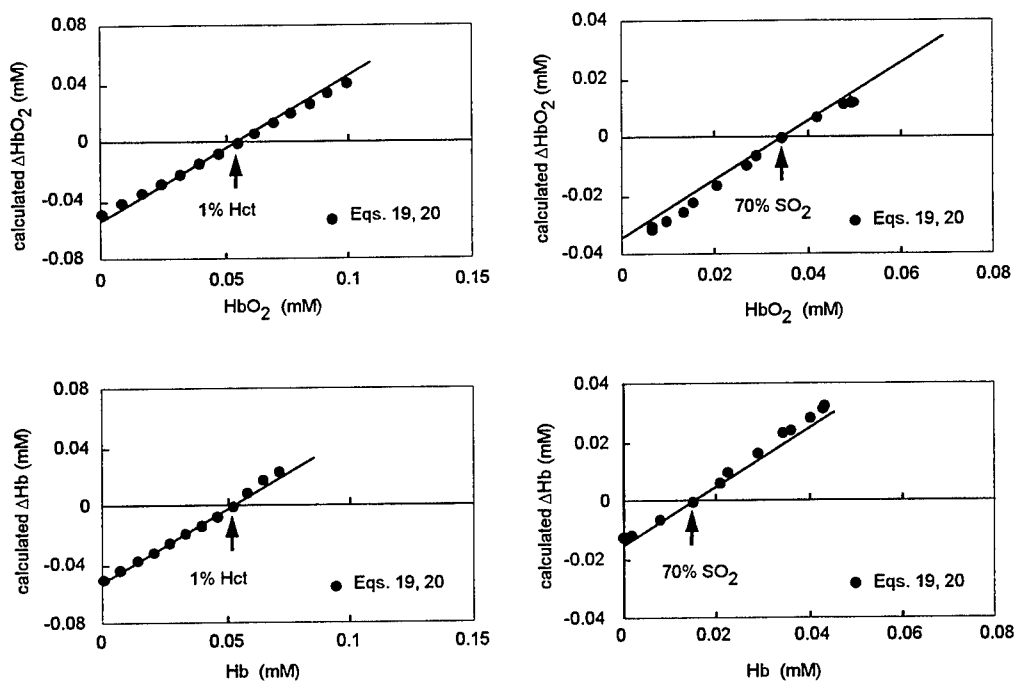 calculated ΔHbO2 (mM)
0.08
0.04
0
-0.04
-0.08
1% Hct
Eqs. 19, 20
0 0.05 0.1 0.15
HbO2 (mM)
calculated ΔHbO2 (mM)
0.04
0.02
0
-0.02
-0.04
70% SO2
Eqs. 19, 20
0 0.02 0.04 0.06 0.08
HbO2 (mM)
calculated ΔHb (mM)
0.08
0.04
0
-0.04
-0.08
1% Hct
Eqs. 19, 20
0 0.05 0.1 0.15
Hb (mM)
calculated ΔHb (mM)
0.04
0.02
0
-0.02
-0.04
70% SO2
Eqs. 19, 20
0 0.02 0.04 0.06 0.08
Hb (mM)